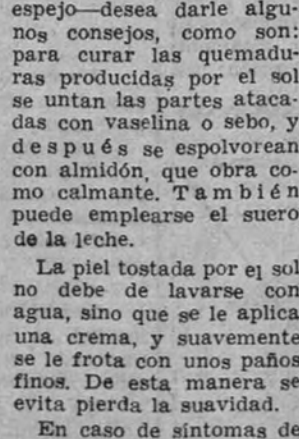 espejo—desea darle algu-
nos consejos, como son:
para curar las quemadu-
ras producidas por el sol
se untan las partes ataca-
das con vaselina o sebo, y
después se espolvorean
con almidón, que obra co-
mo calmante. También
puede emplearse el suero
de la leche.
La piel tostada por el sol
no debe de lavarse con
agua, sino que se le aplica
una crema, y suavemente
se le frota con unos paños
finos. De esta manera se
evita pierda la suavidad.
En caso de síntomas de